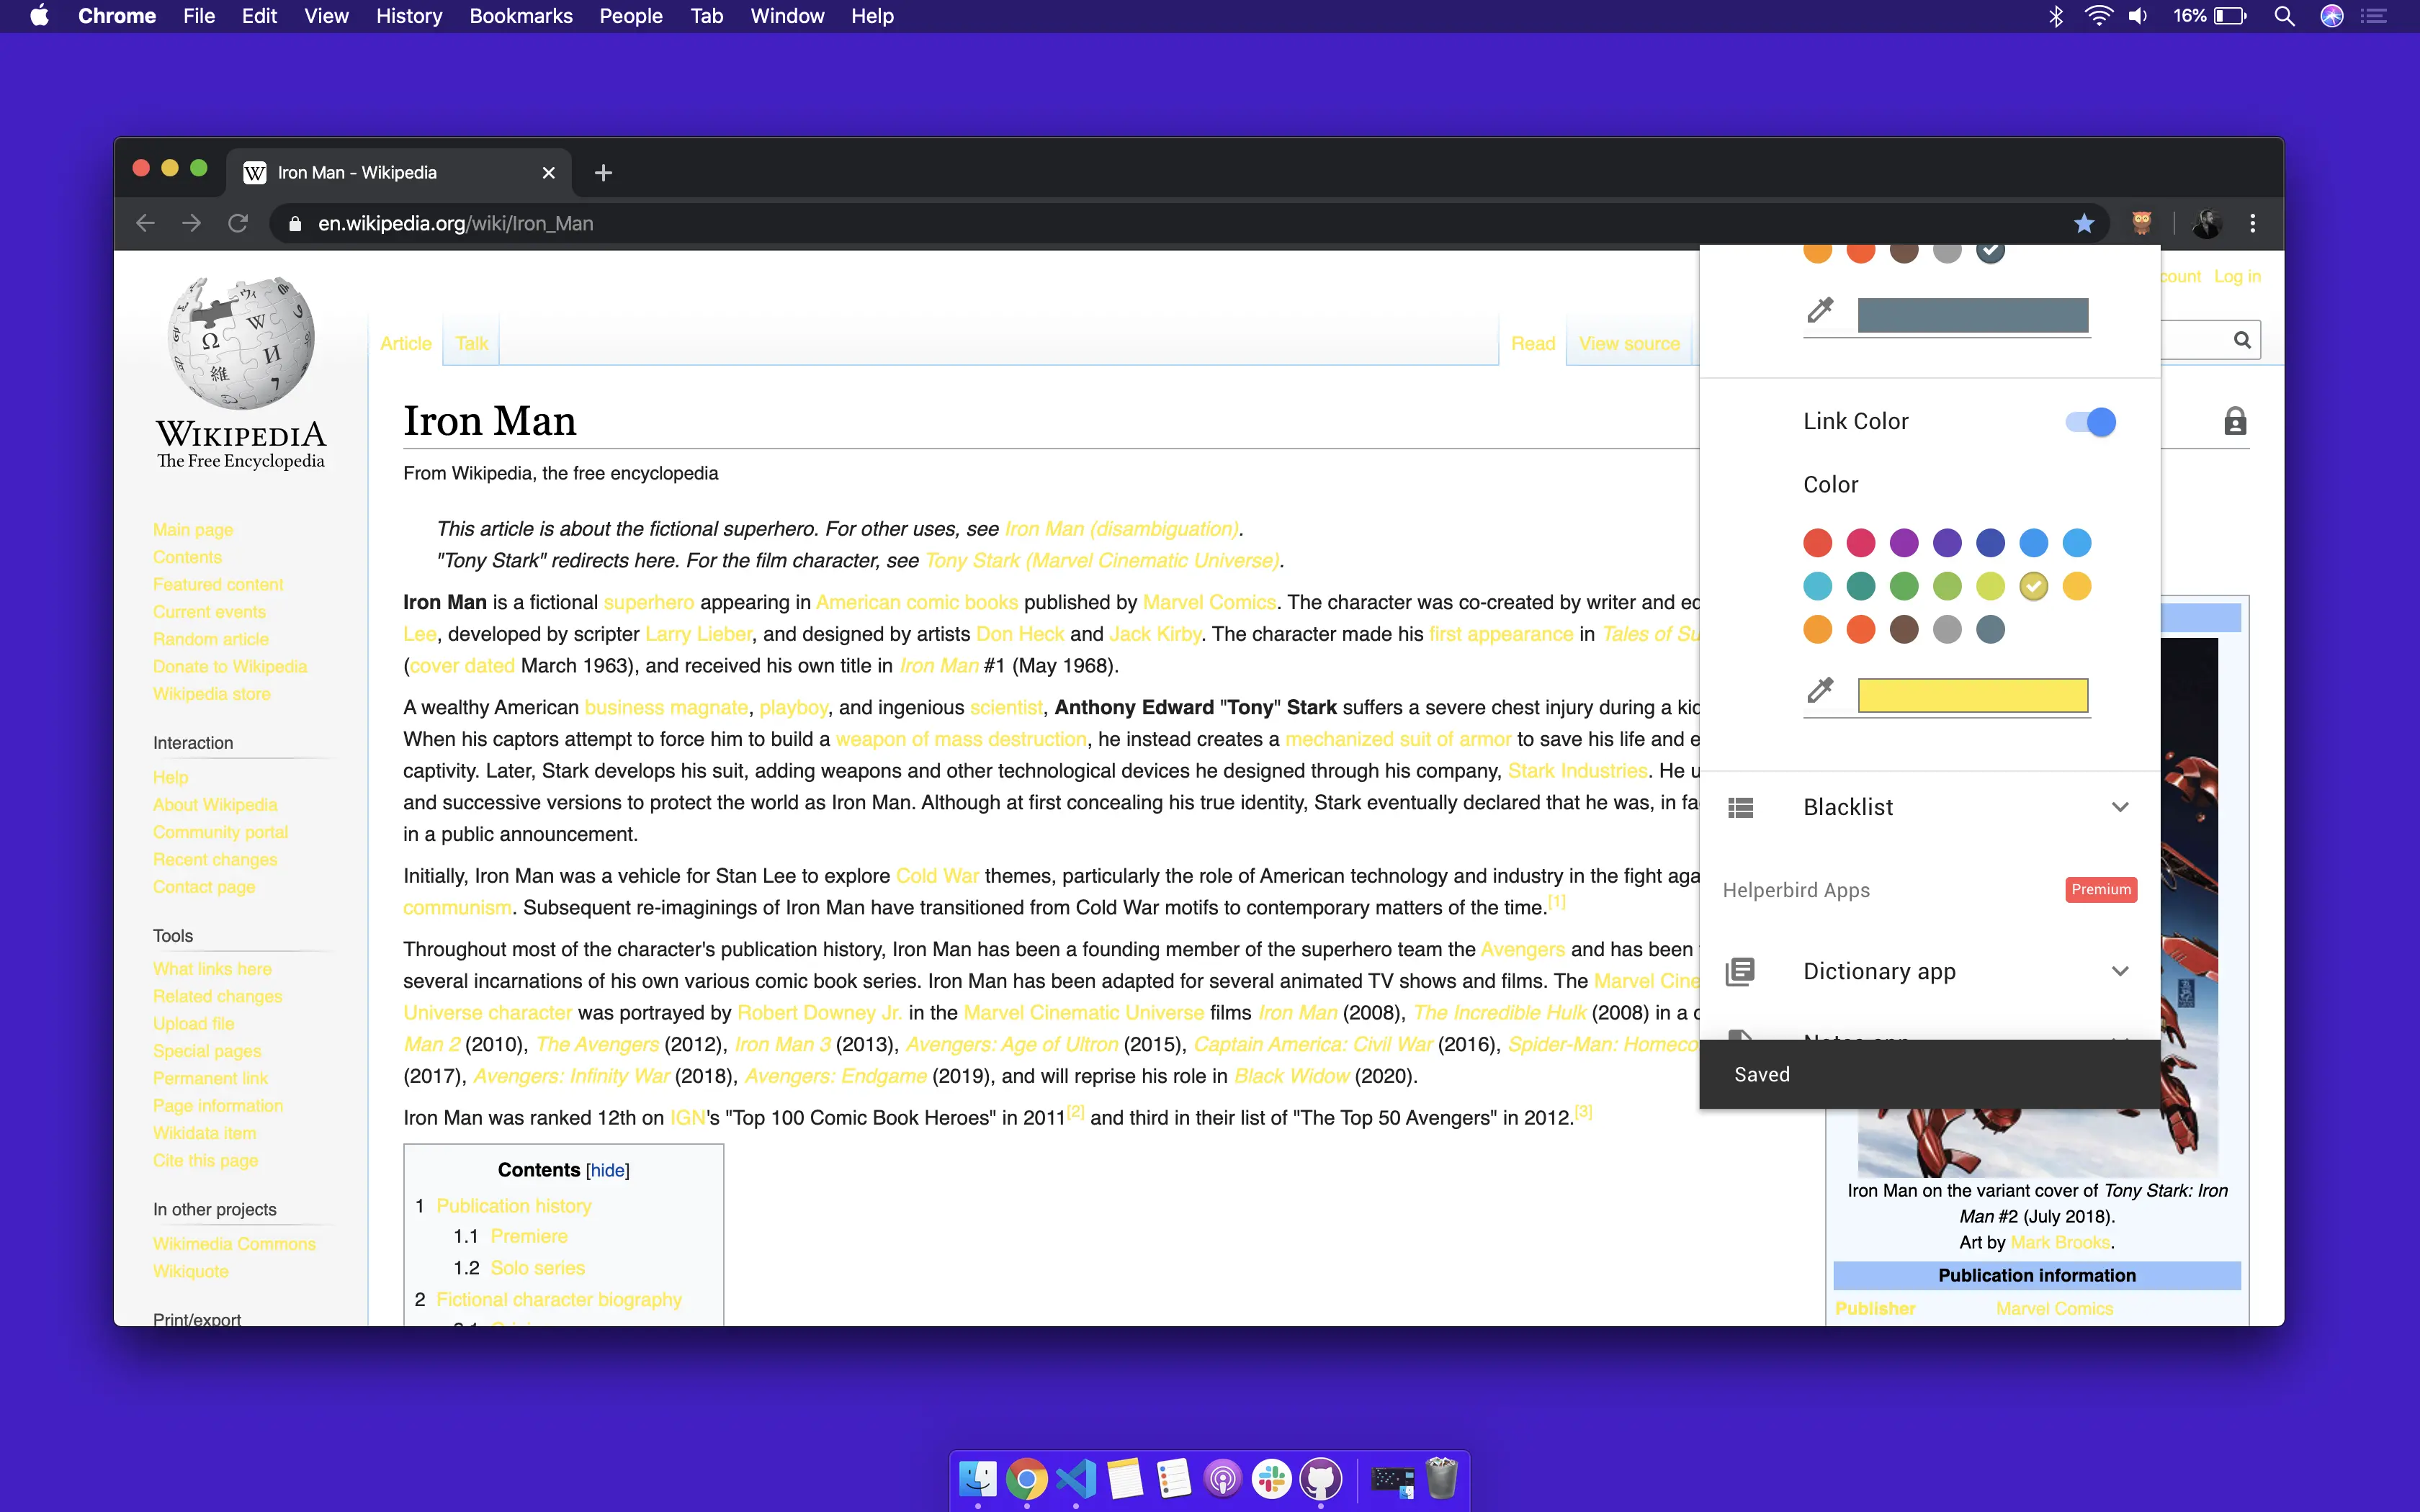 Chrome File Edit View History Bookmarks People Tab Window Help
16%
Iron Man - Wikipedia
en.wikipedia.org/wiki/Iron_Man
WIKIPEDIA
The Free Encyclopedia
Main page
Contents
Featured content
Current events
Random article
Donate to Wikipedia
Wikipedia store
Interaction
Help
About Wikipedia
Community portal
Recent changes
Contact page
Tools
What links here
Related changes
Upload file
Special pages
Permanent link
Page information
Wikidata item
Cite this page
In other projects
Wikimedia Commons
Wikiquote
Print/export
Article Talk
Read View source
Log in
Iron Man
From Wikipedia, the free encyclopedia
This article is about the fictional superhero. For other uses, see Iron Man (disambiguation).
"Tony Stark" redirects here. For the film character, see Tony Stark (Marvel Cinematic Universe).
Iron Man is a fictional superhero appearing in American comic books published by Marvel Comics. The character was co-created by writer and
Lee, developed by scripter Larry Lieber, and designed by artists Don Heck and Jack Kirby. The character made his first appearance in Tales of
(cover dated March 1963), and received his own title in Iron Man #1 (May 1968).
A wealthy American business magnate, playboy, and ingenious scientist, Anthony Edward "Tony" Stark suffers a severe chest injury during a
When his captors attempt to force him to build a weapon of mass destruction, he instead creates a mechanized suit of armor to save his life and
captivity. Later, Stark develops his suit, adding weapons and other technological devices he designed through his company, Stark Industries. He
and successive versions to protect the world as Iron Man. Although at first concealing his true identity, Stark eventually declared that he was, in
in a public announcement.
Initially, Iron Man was a vehicle for Stan Lee to explore Cold War themes, particularly the role of American technology and industry in the fight
communism. Subsequent re-imaginings of Iron Man have transitioned from Cold War motifs to contemporary matters of the time.[1]
Throughout most of the character's publication history, Iron Man has been a founding member of the superhero team the Avengers and has been
several incarnations of his own various comic book series. Iron Man has been adapted for several animated TV shows and films. The Marvel
Universe character was portrayed by Robert Downey Jr. in the Marvel Cinematic Universe films Iron Man (2008), The Incredible Hulk (2008) in a
Man 2 (2010), The Avengers (2012), Iron Man 3 (2013), Avengers: Age of Ultron (2015), Captain America: Civil War (2016), Spider-Man:
(2017), Avengers: Infinity War (2018), Avengers: Endgame (2019), and will reprise his role in Black Widow (2020).
Iron Man was ranked 12th on IGN's "Top 100 Comic Book Heroes" in 2011[2] and third in their list of "The Top 50 Avengers" in 2012.[3]
Contents [hide]
1 Publication history
1.1 Premiere
1.2 Solo series
2 Fictional character biography
Link Color
Color
Blacklist
Helperbird Apps Premium
Dictionary app
Saved
Iron Man on the variant cover of Tony Stark: Iron
Man #2 (July 2018).
Art by Mark Brooks.
Publication information
Publisher Marvel Comics